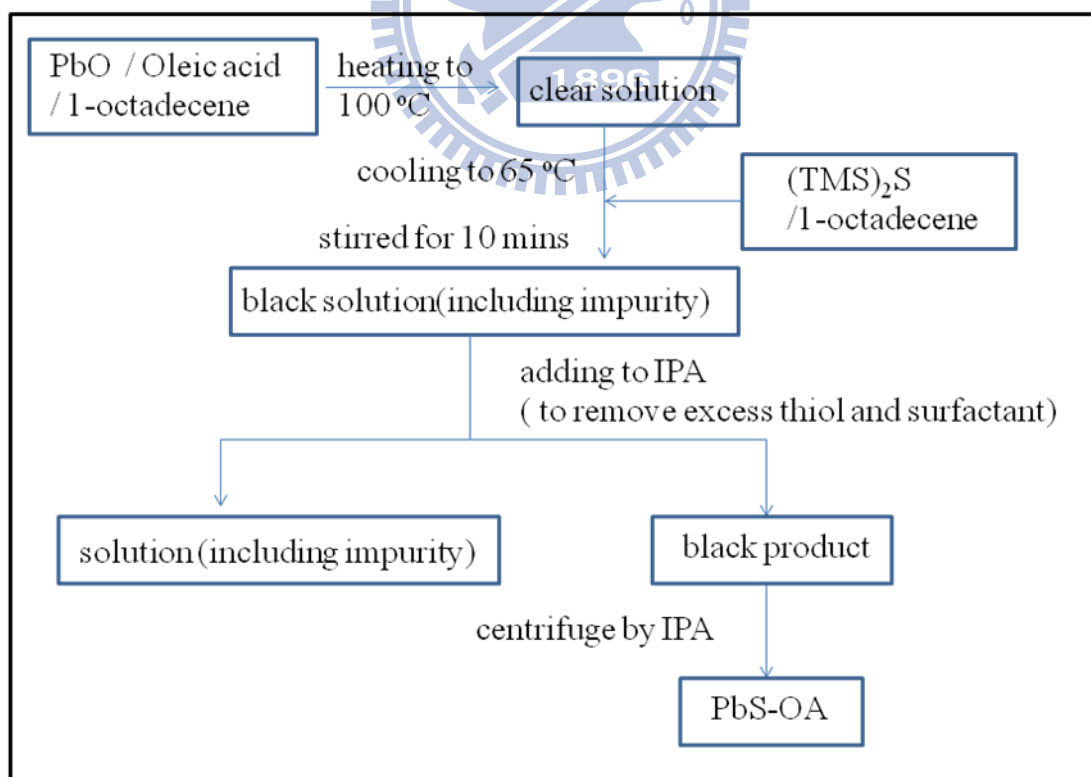 PbO / Oleic acid
/ 1-octadecene
heating to
100 °C
1896
clear solution
cooling to 65 °C
(TMS)₂S
/1-octadecene
stirred for 10 mins
black solution(including impurity)
adding to IPA
( to remove excess thiol and surfactant)
solution(including impurity)
black product
centrifuge by IPA
PbS-OA